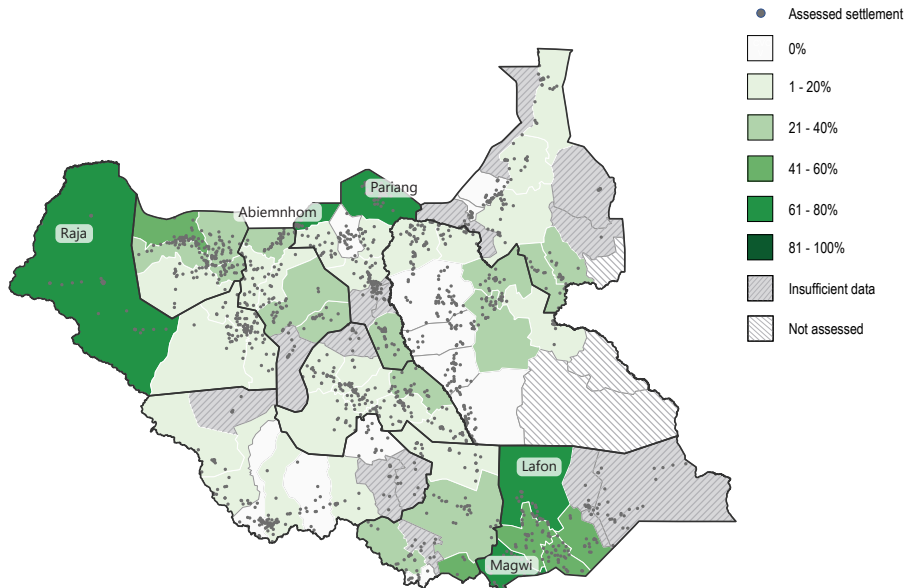 Assessed settlement
0%
1 - 20%
21 - 40%
41 - 60%
61 - 80%
81 - 100%
Insufficient data
Not assessed
Pariang
Abiemnhom
Raja
Lafon
Magwi